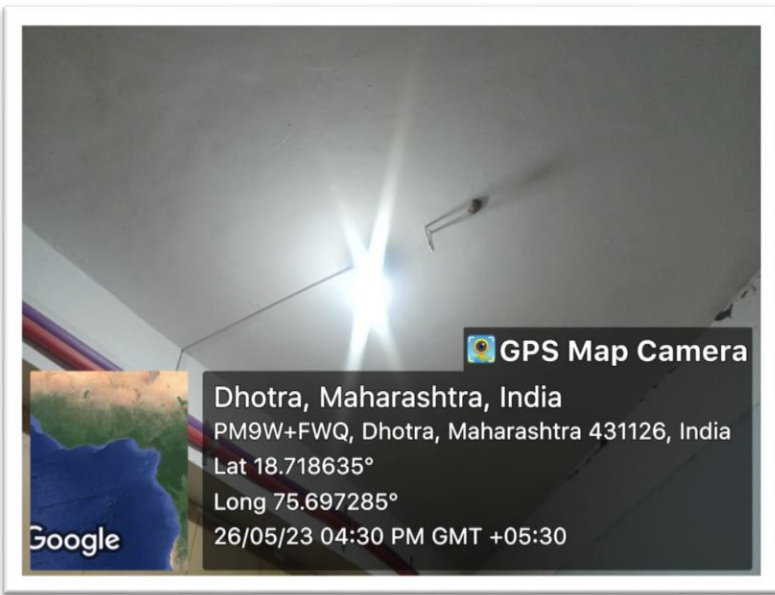 GPS Map Camera
Dhotra, Maharashtra, India
PM9W+FWQ, Dhotra, Maharashtra 431126, India
Lat 18.718635°
Long 75.697285°
26/05/23 04:30 PM GMT +05:30
Google